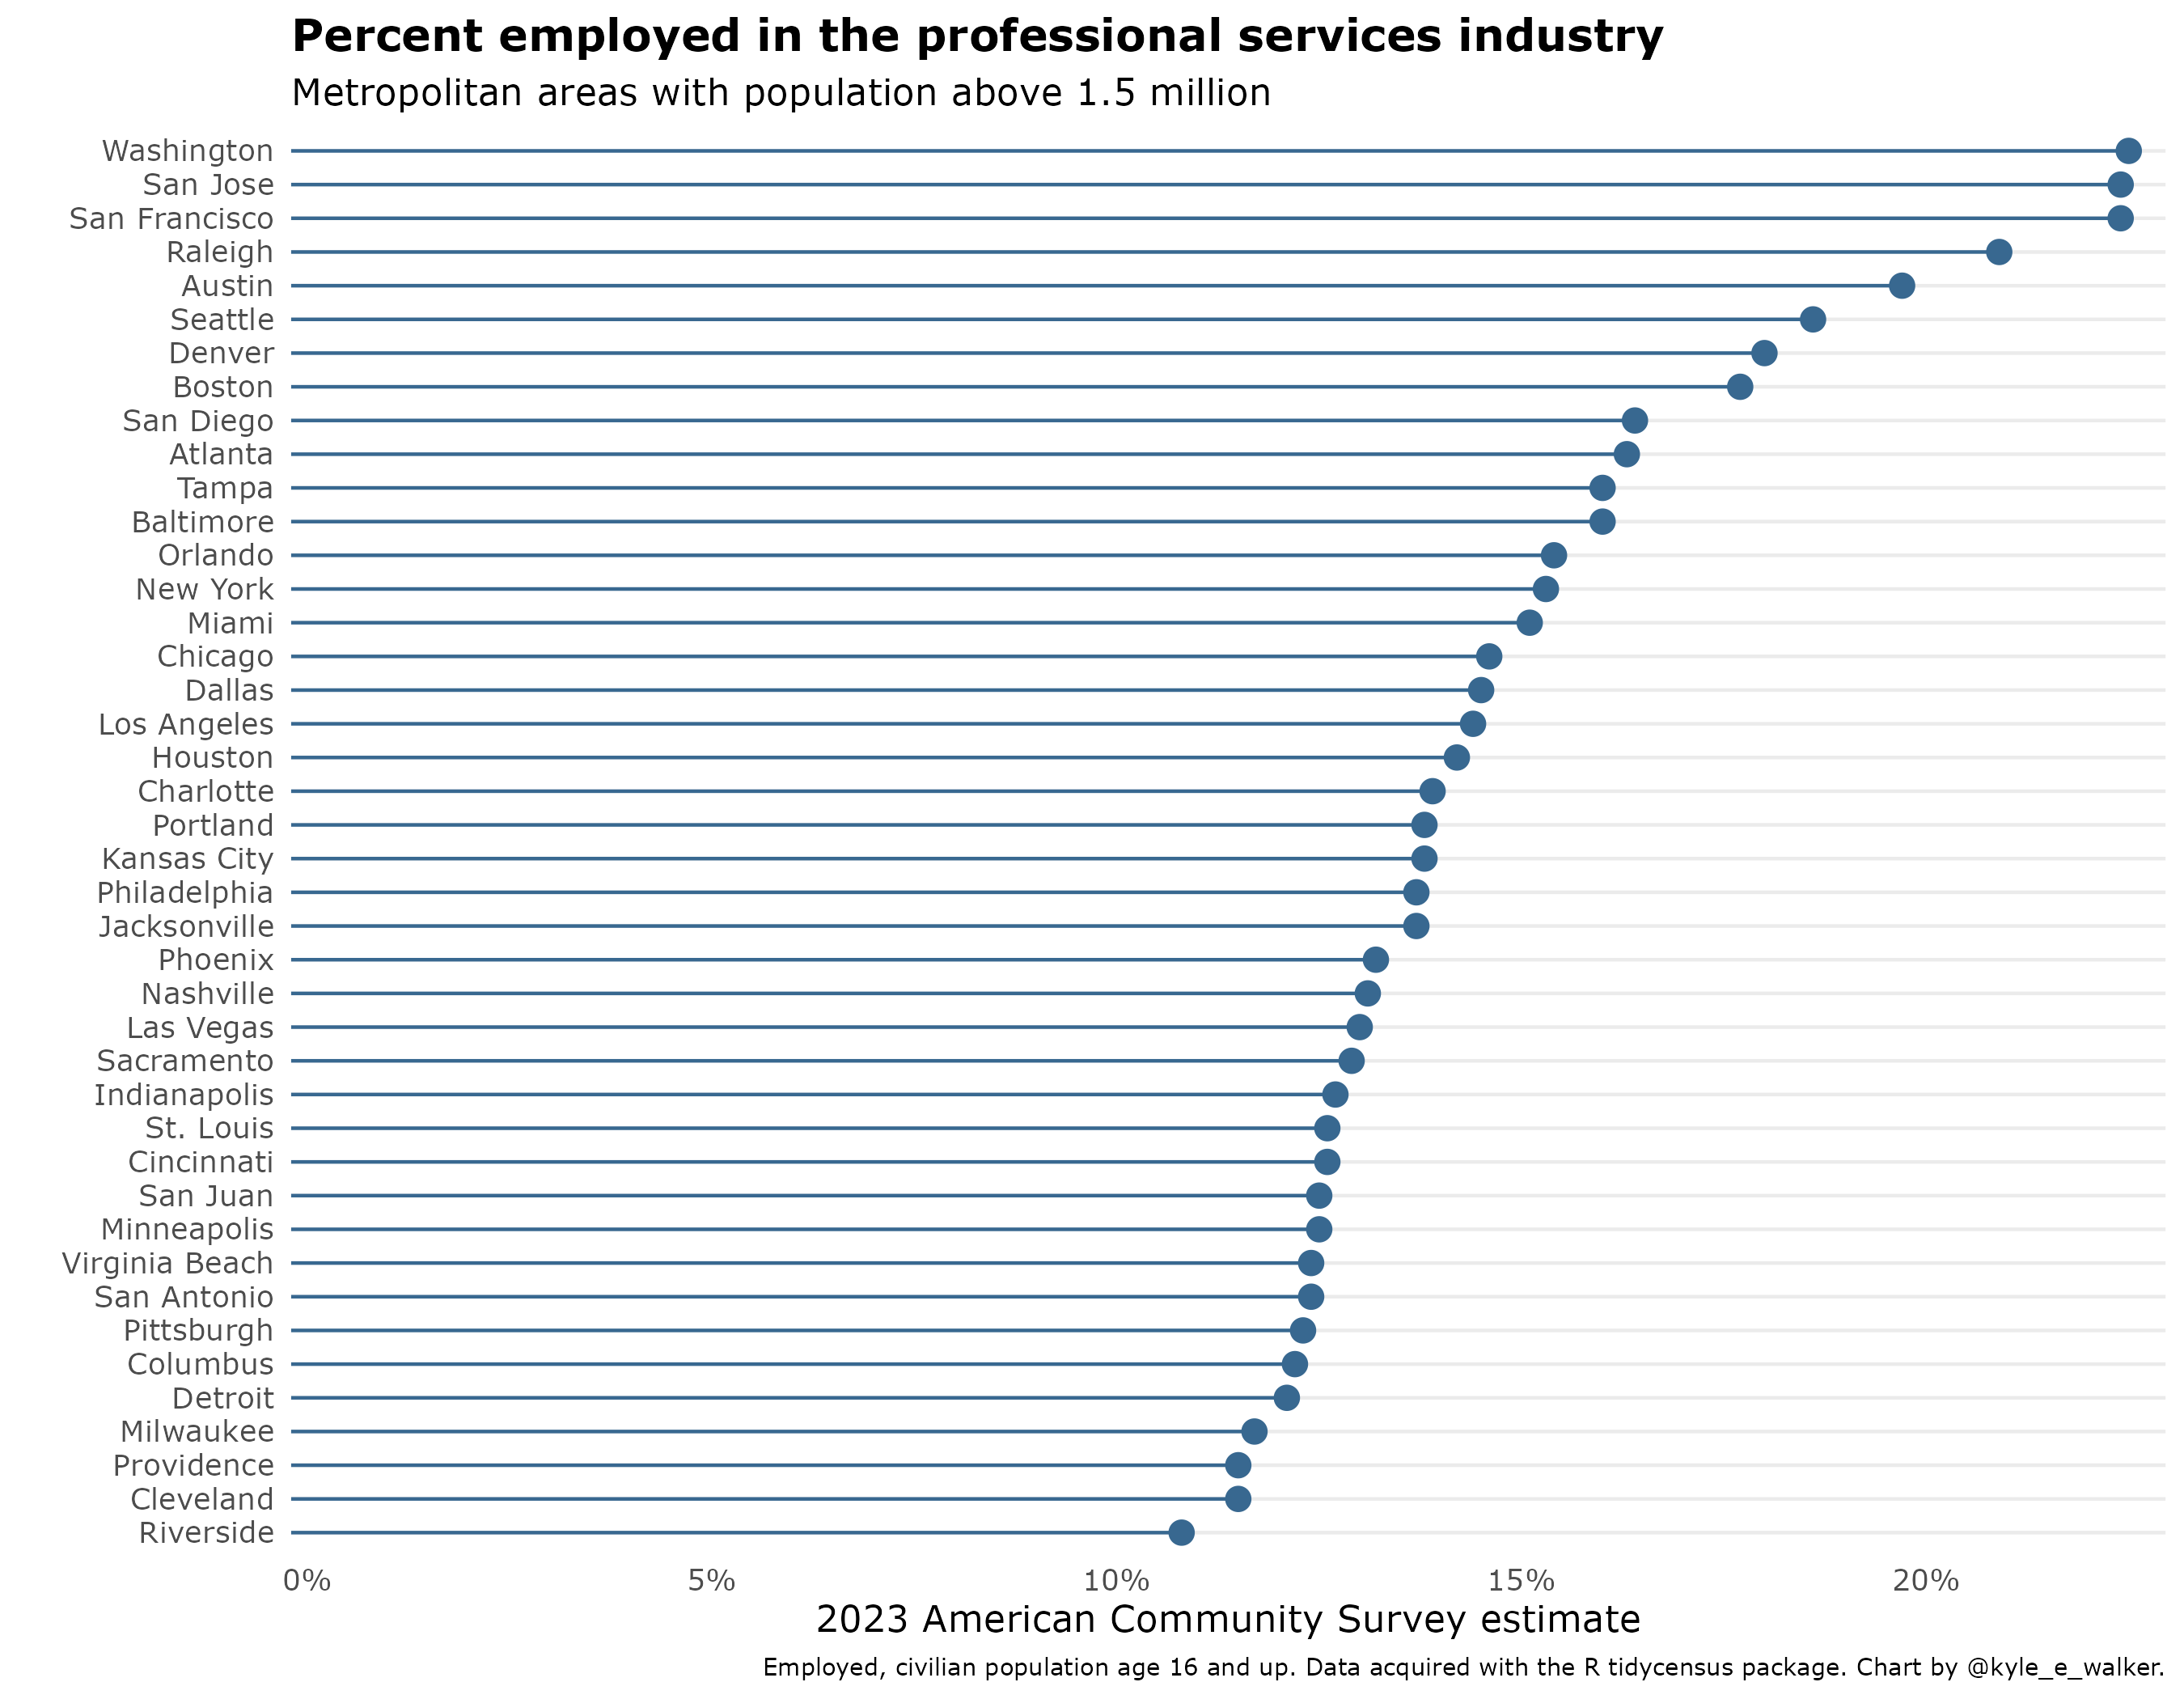 Percent employed in the professional services industry
Metropolitan areas with population above 1.5 million
Washington
San Jose
San Francisco
Raleigh
Austin
Seattle
Denver
Boston
San Diego
Atlanta
Tampa
Baltimore
Orlando
New York
Miami
Chicago
Dallas
Los Angeles
Houston
Charlotte
Portland
Kansas City
Philadelphia
Jacksonville
Phoenix
Nashville
Las Vegas
Sacramento
Indianapolis
St. Louis
Cincinnati
San Juan
Minneapolis
Virginia Beach
San Antonio
Pittsburgh
Columbus
Detroit
Milwaukee
Providence
Cleveland
Riverside
0% 5% 10% 15% 20%
2023 American Community Survey estimate
Employed, civilian population age 16 and up. Data acquired with the R tidycensus package. Chart by @kyle_e_walker.